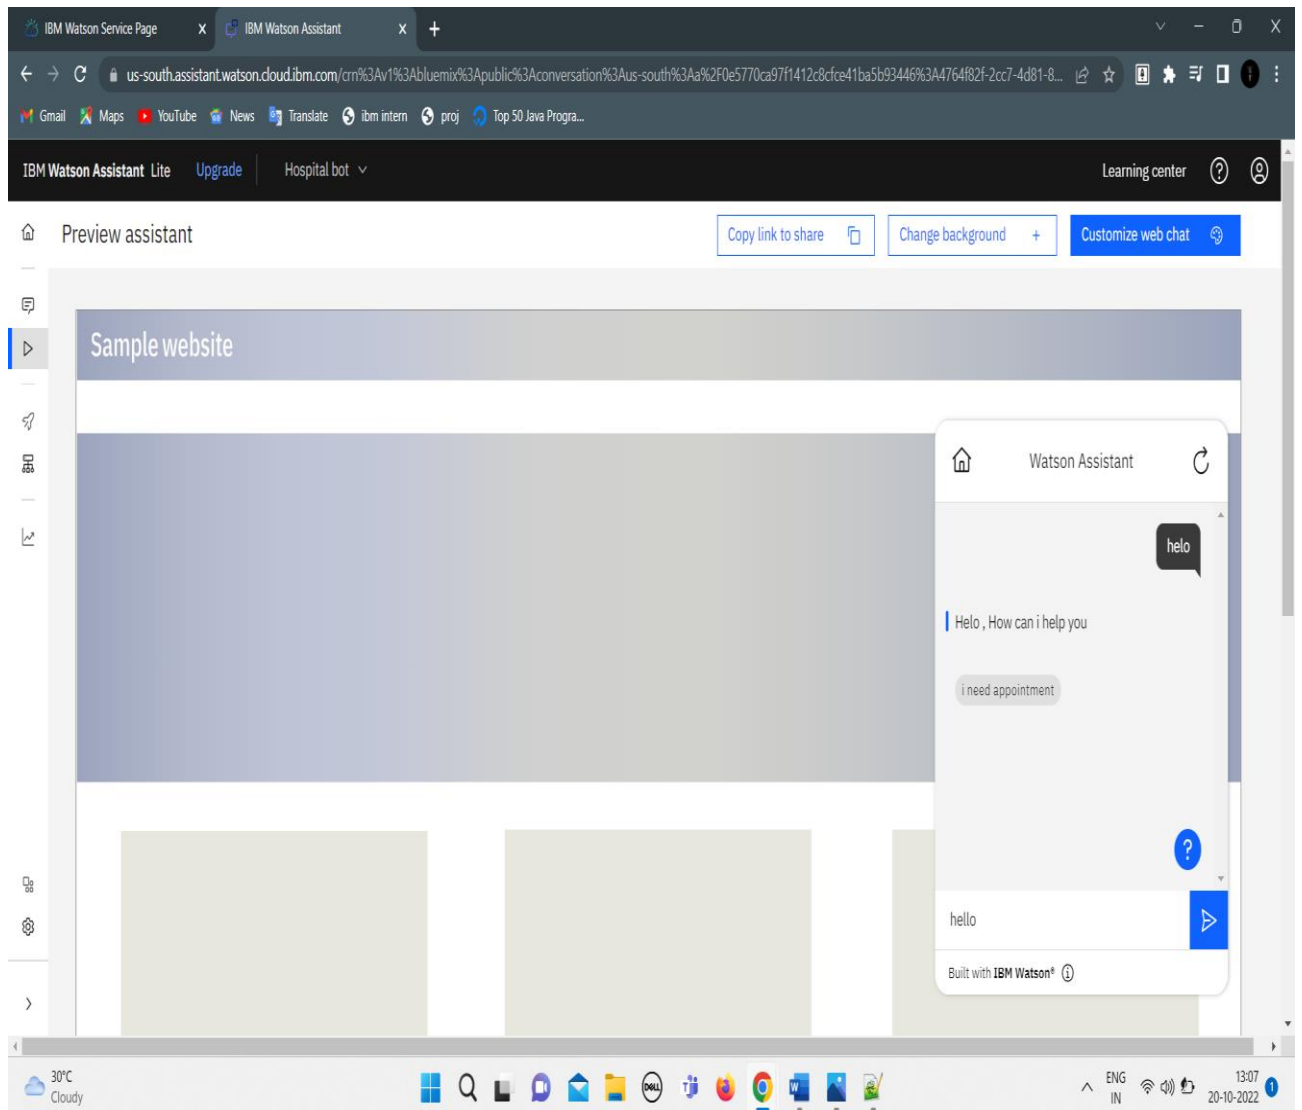 IBM Watson Service Page
IBM Watson Assistant
us-south.assistant.watson.cloud.ibm.com/crn%3Av1%3Abluemix%3Apublic%3Aconversation%3Aus-south%3Aa%2F0e5770ca97f1412c8cfce41ba5b93446%3A4764f82f-2cc7-4d81-8...
Gmail Maps YouTube News Translate ibm intern proj Top 50 Java Progra...
IBM Watson Assistant Lite Upgrade Hospital bot Learning center
Preview assistant Copy link to share Change background + Customize web chat
Sample website
Watson Assistant
helo
Helo , How can i help you
i need appointment
?
hello
Built with IBM Watson®
30°C
Cloudy
DELL
ENG
IN
13:07
20-10-2022
1